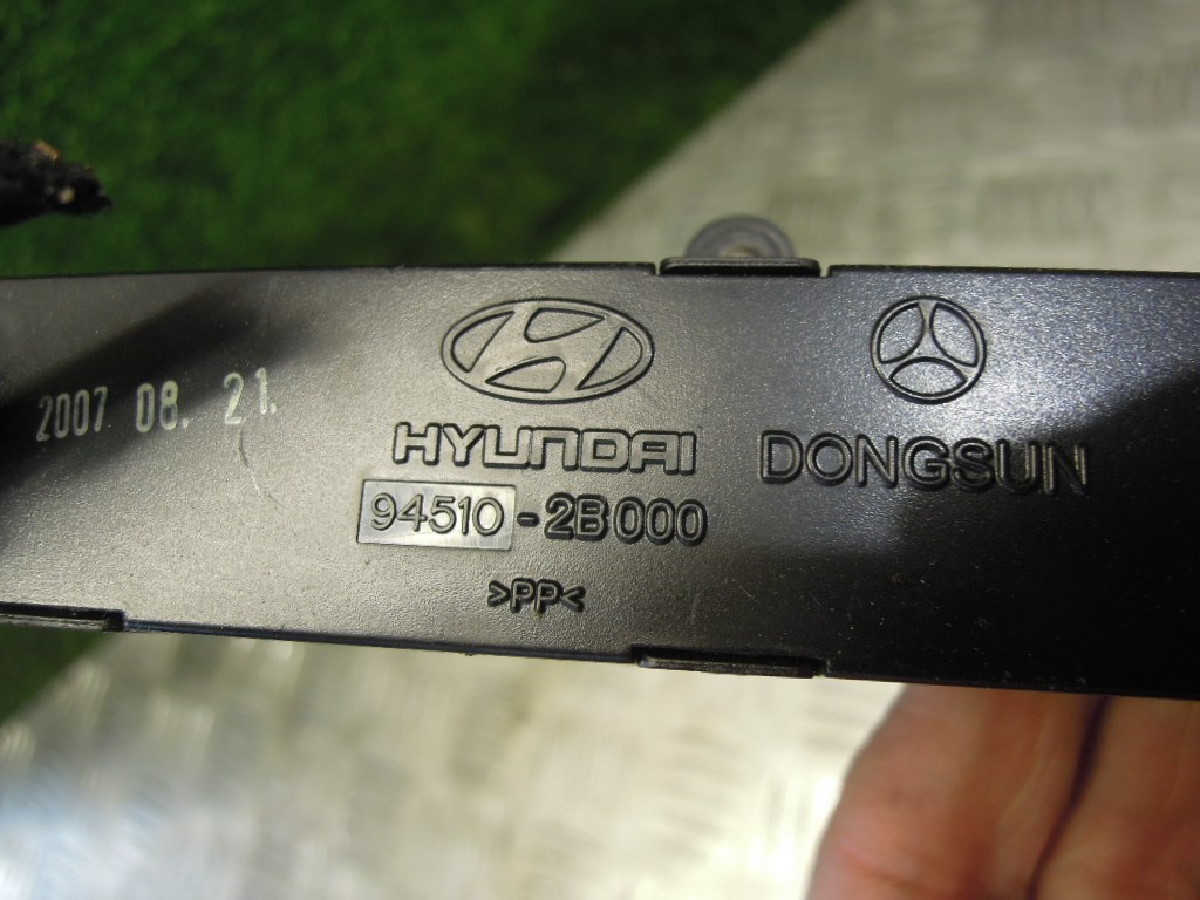 2007 08. 21.
HYUNDAI
94510-2B000
>PP<
DONGSUN